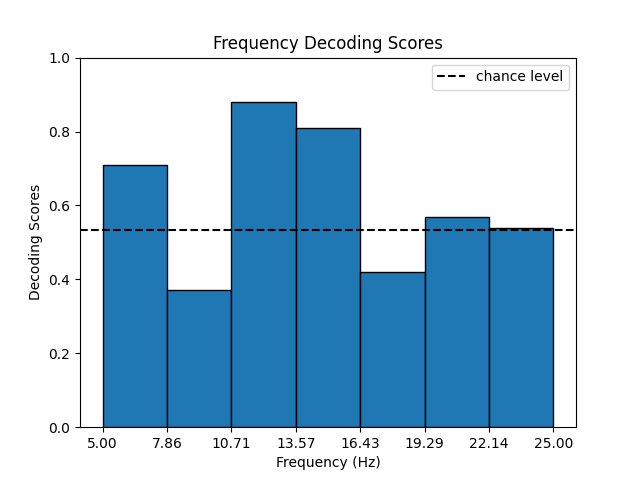 Frequency Decoding Scores
chance level
1.0
0.8
0.6
0.4
0.2
0.0
Decoding Scores
5.00 7.86 10.71 13.57 16.43 19.29 22.14 25.00
Frequency (Hz)